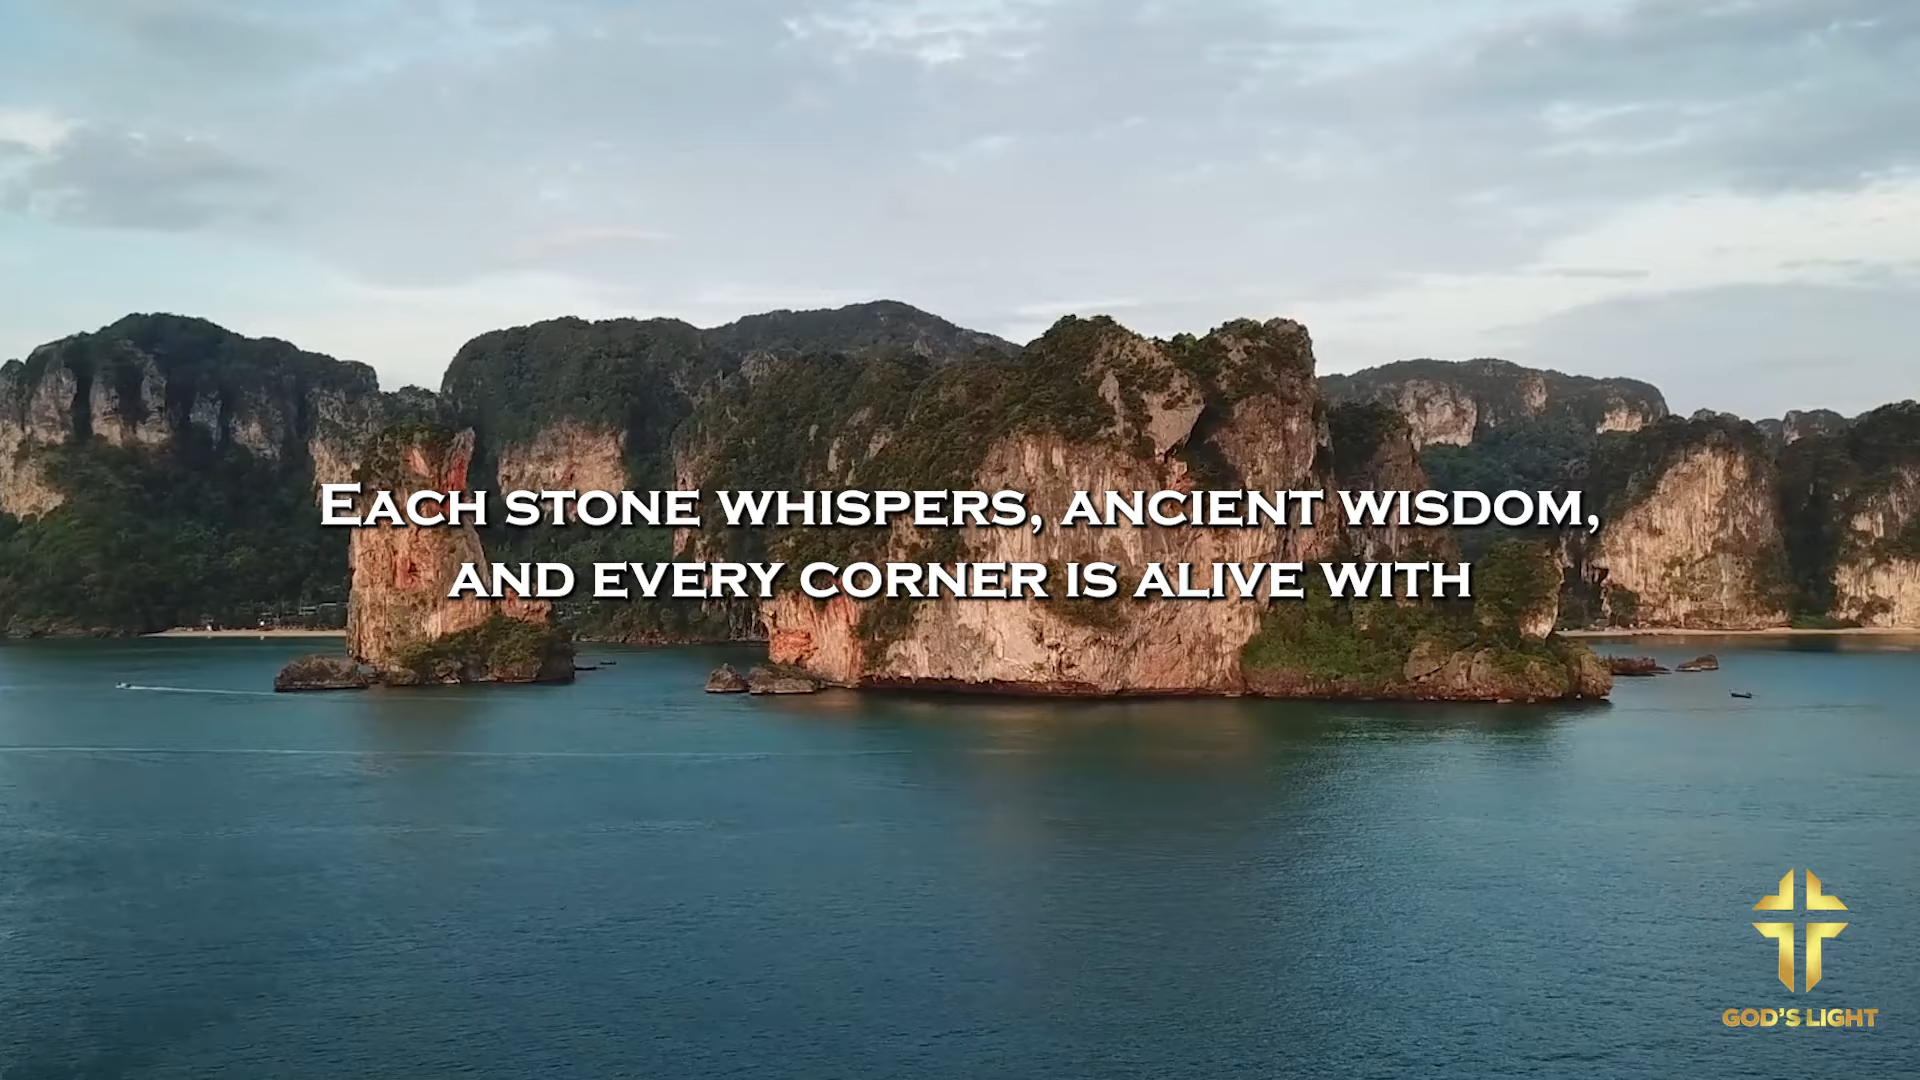 Each stone whispers, ancient wisdom,
and every corner is alive with
GOD'S LIGHT